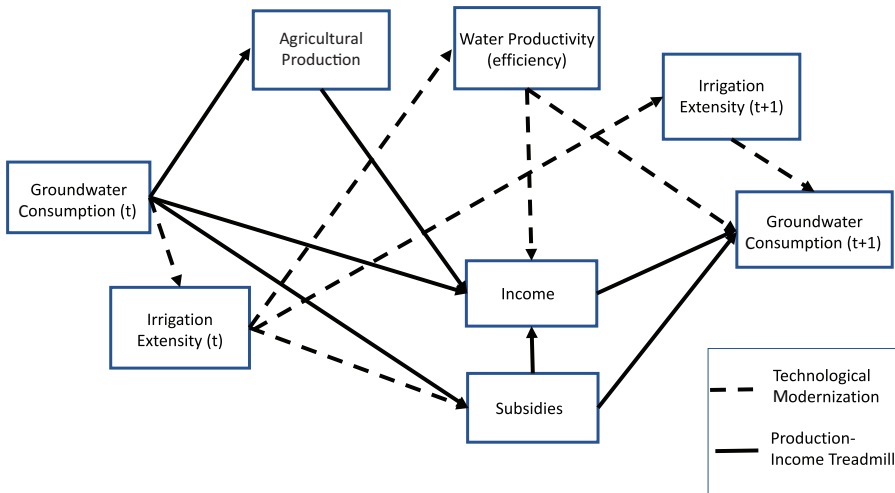 Agricultural
Production
Water Productivity
(efficiency)
Irrigation
Extensity (t+1)
Groundwater
Consumption (t)
Groundwater
Consumption (t+1)
Income
Irrigation
Extensity (t)
Subsidies
Technological
Modernization
Production-
Income Treadmill